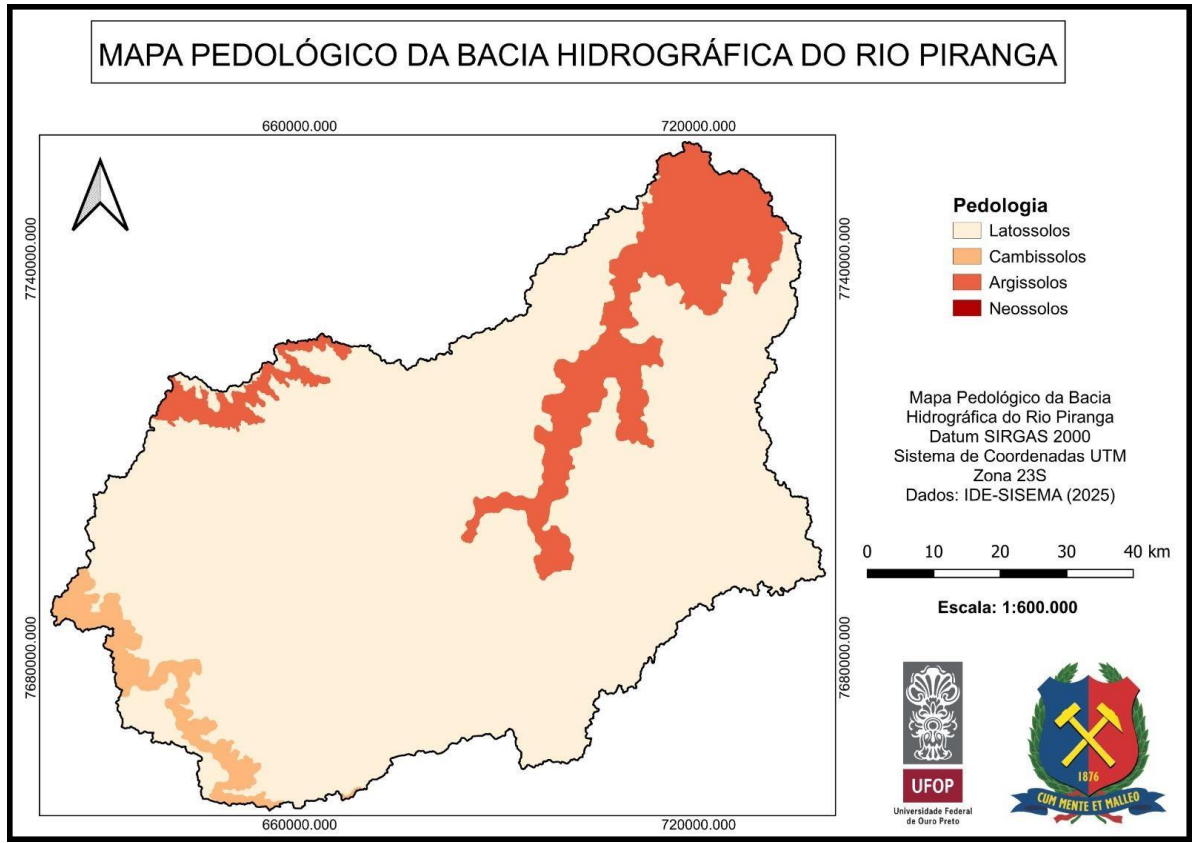 MAPA PEDOLÓGICO DA BACIA HIDROGRÁFICA DO RIO PIRANGA
660000.000
720000.000
7740000.000
7740000.000
7680000.000
7680000.000
660000.000
720000.000
Pedologia
Latossolos
Cambissolos
Argissolos
Neossolos
Mapa Pedológico da Bacia
Hidrográfica do Rio Piranga
Datum SIRGAS 2000
Sistema de Coordenadas UTM
Zona 23S
Dados: IDE-SISEMA (2025)
0 10 20 30 40 km
Escala: 1:600.000
UFOP
Universidade Federal
de Ouro Preto
1876
CUM MENTE ET MALLEO